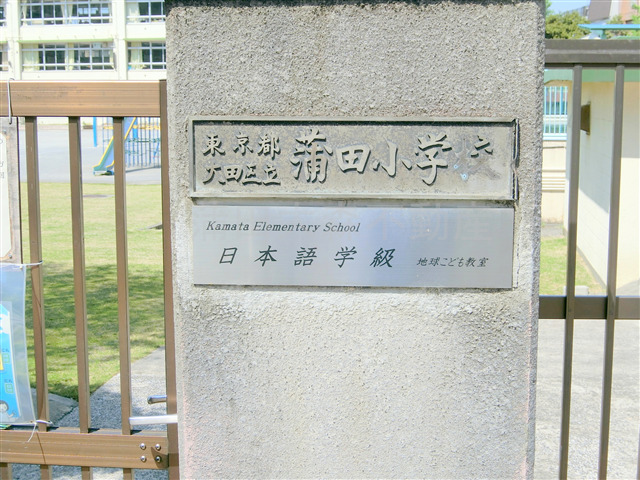 東京都
大田区立
蒲田小学校
Kamata Elementary School
日本語学級 地球こども教室